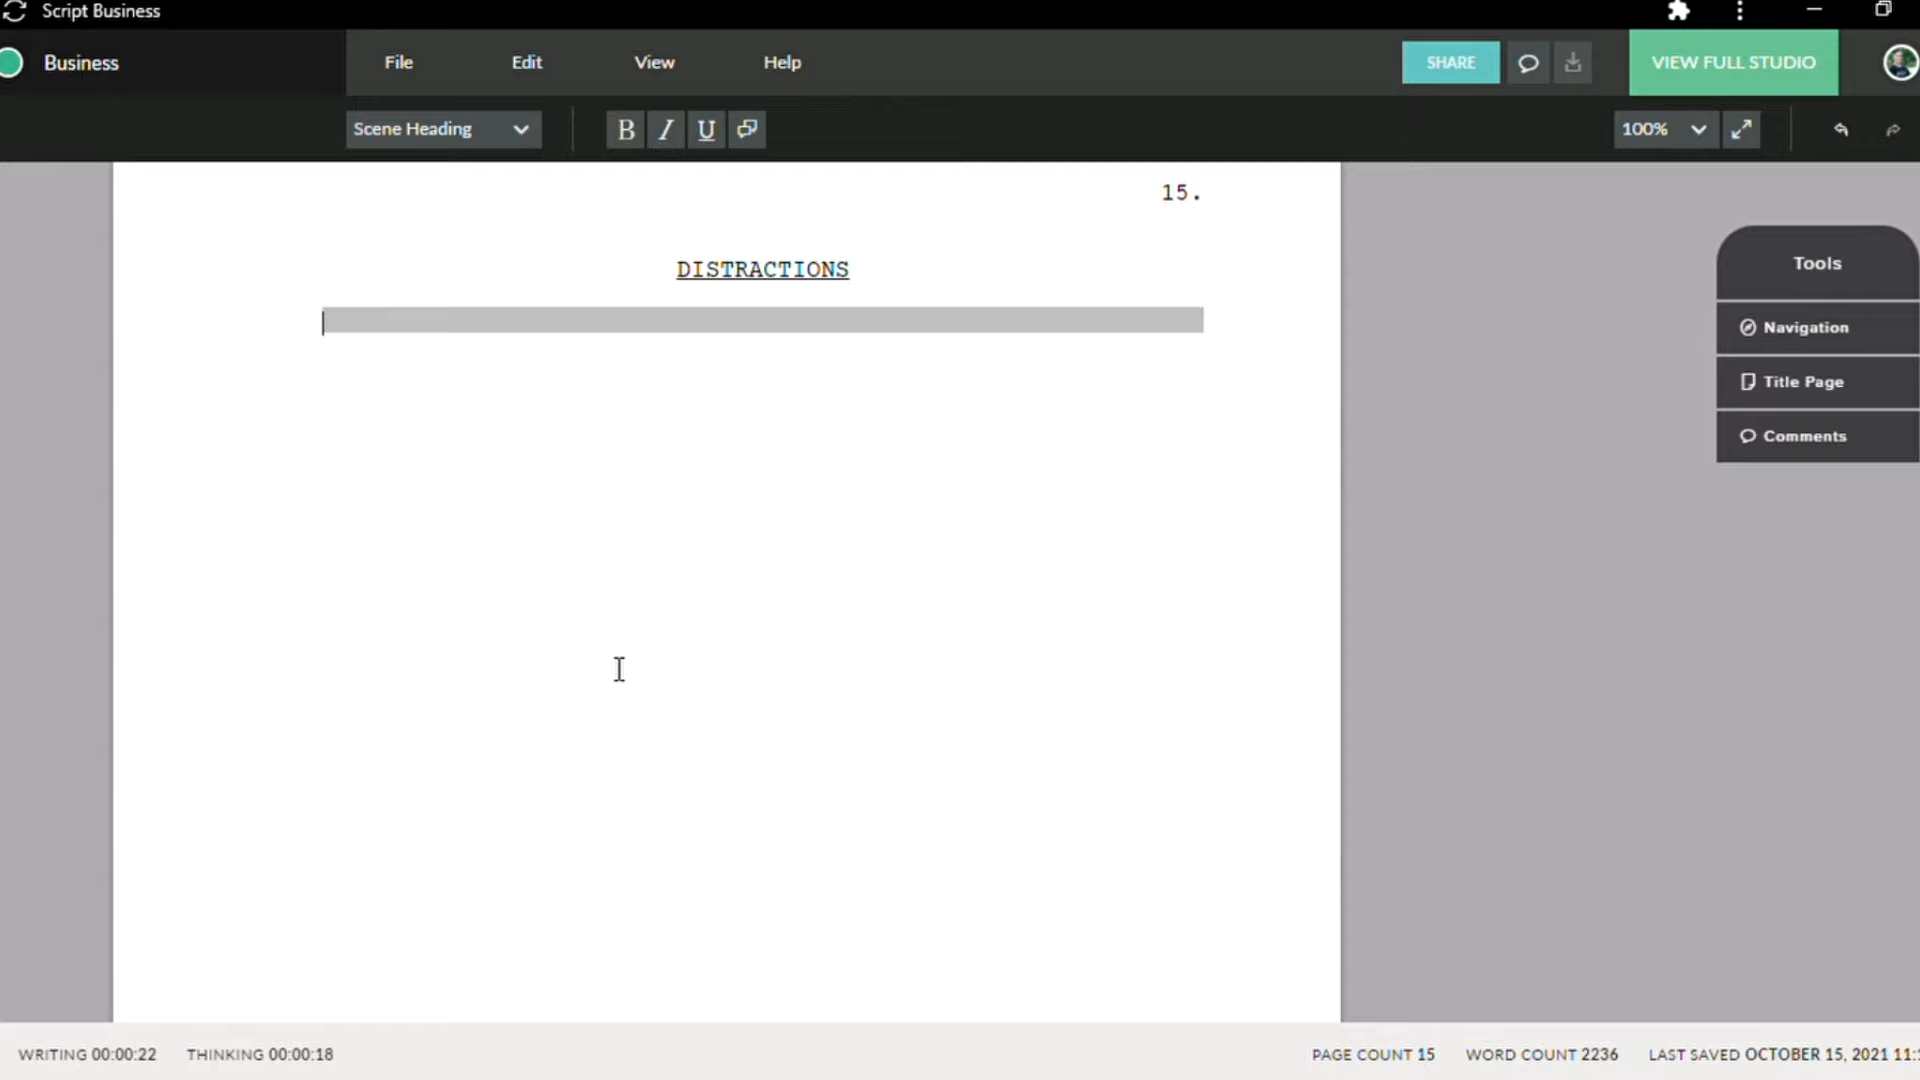 Script Business
Business File Edit View Help SHARE VIEW FULL STUDIO
Scene Heading B I U 100%
15.
DISTRACTIONS
Tools
Navigation
Title Page
Comments
WRITING 00:00:22 THINKING 00:00:18 PAGE COUNT 15 WORD COUNT 2236 LAST SAVED OCTOBER 15, 2021 11: